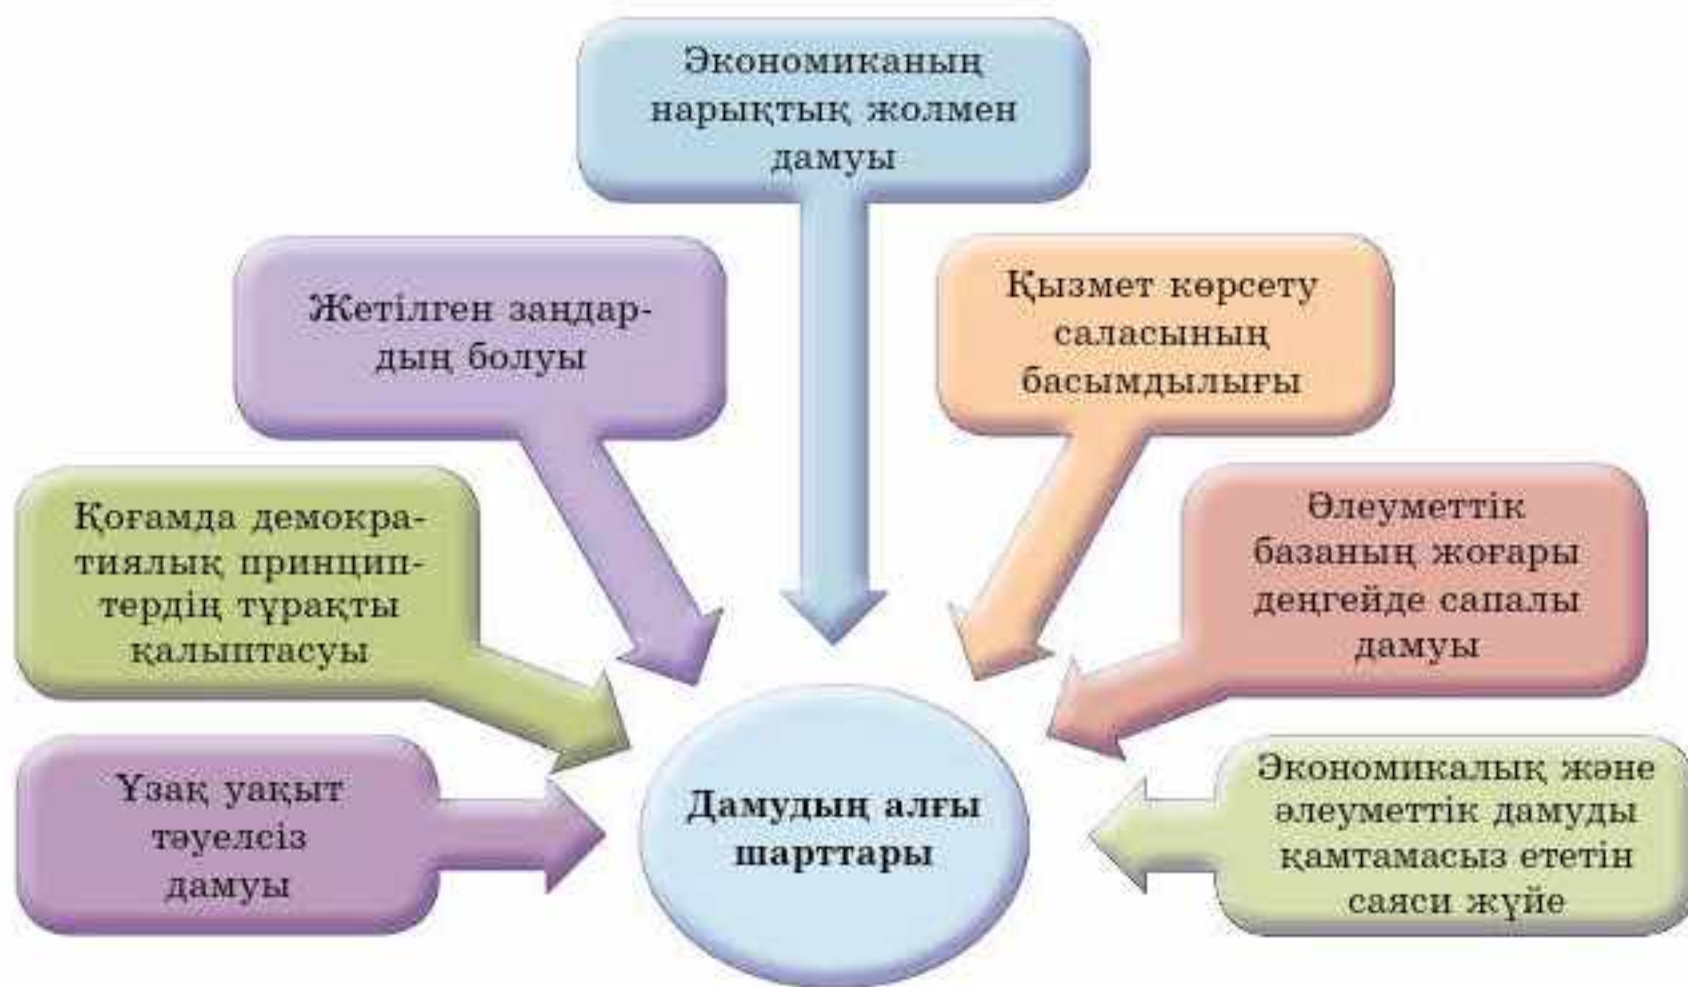 Экономиканың
нарықтық жолмен
дамуы
Жетілген заңдар-
дың болуы
Қызмет көрсету
саласының
басымдылығы
Қоғамда демокра-
тиялық принцип-
тердің тұрақты
қалыптасуы
Әлеуметтік
базаның жоғары
деңгейде сапалы
дамуы
Ұзақ уақыт
тәуелсіз
дамуы
Дамудың алғы
шарттары
Экономикалық және
әлеуметтік дамуды
қамтамасыз ететін
саяси жүйе